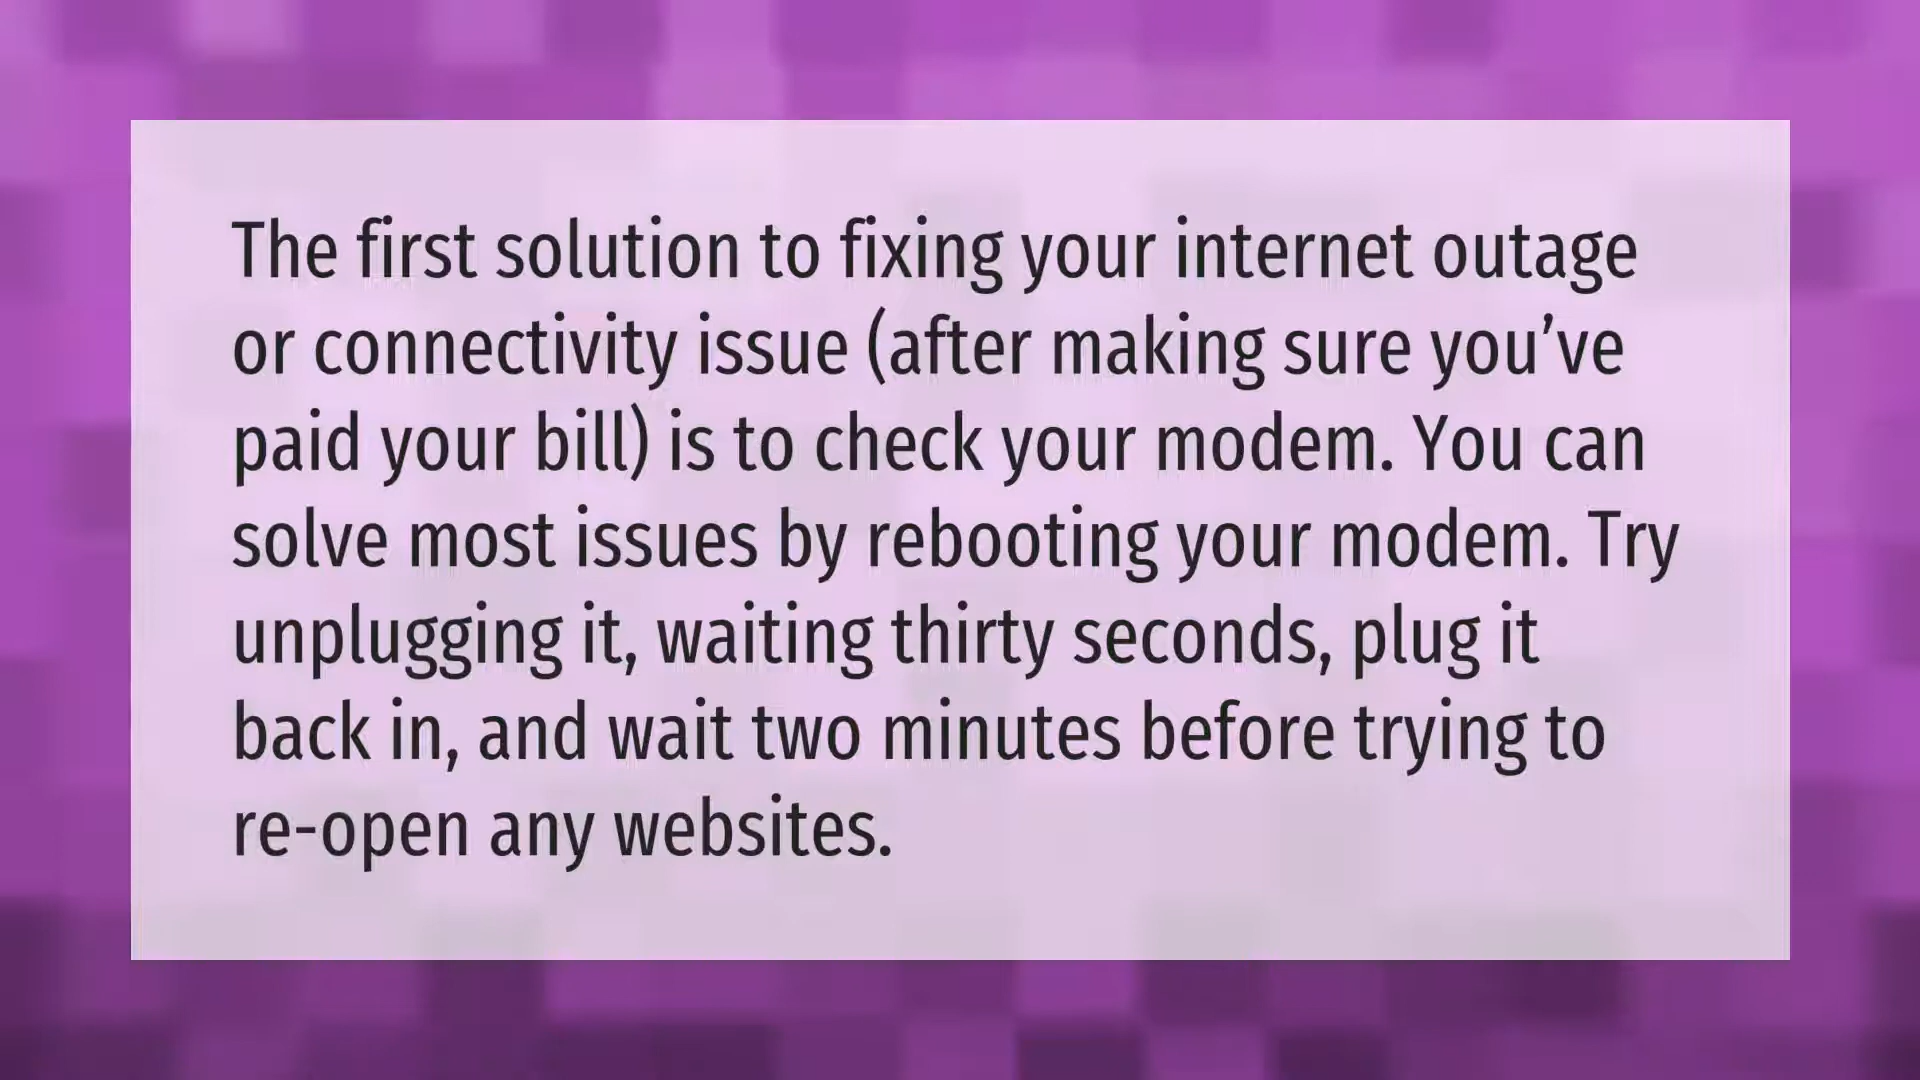 The first solution to fixing your internet outage
or connectivity issue (after making sure you’ve
paid your bill) is to check your modem. You can
solve most issues by rebooting your modem. Try
unplugging it, waiting thirty seconds, plug it
back in, and wait two minutes before trying to
re-open any websites.